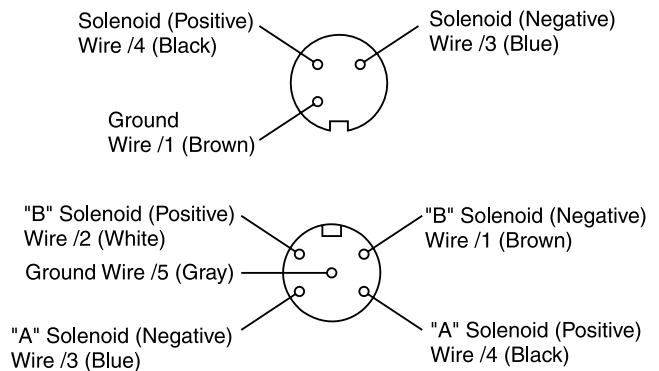 Solenoid (Positive)
Wire /4 (Black)
Solenoid (Negative)
Wire /3 (Blue)
Ground
Wire /1 (Brown)
"B" Solenoid (Positive)
Wire /2 (White)
"B" Solenoid (Negative)
Wire /1 (Brown)
Ground Wire /5 (Gray)
"A" Solenoid (Negative)
Wire /3 (Blue)
"A" Solenoid (Positive)
Wire /4 (Black)